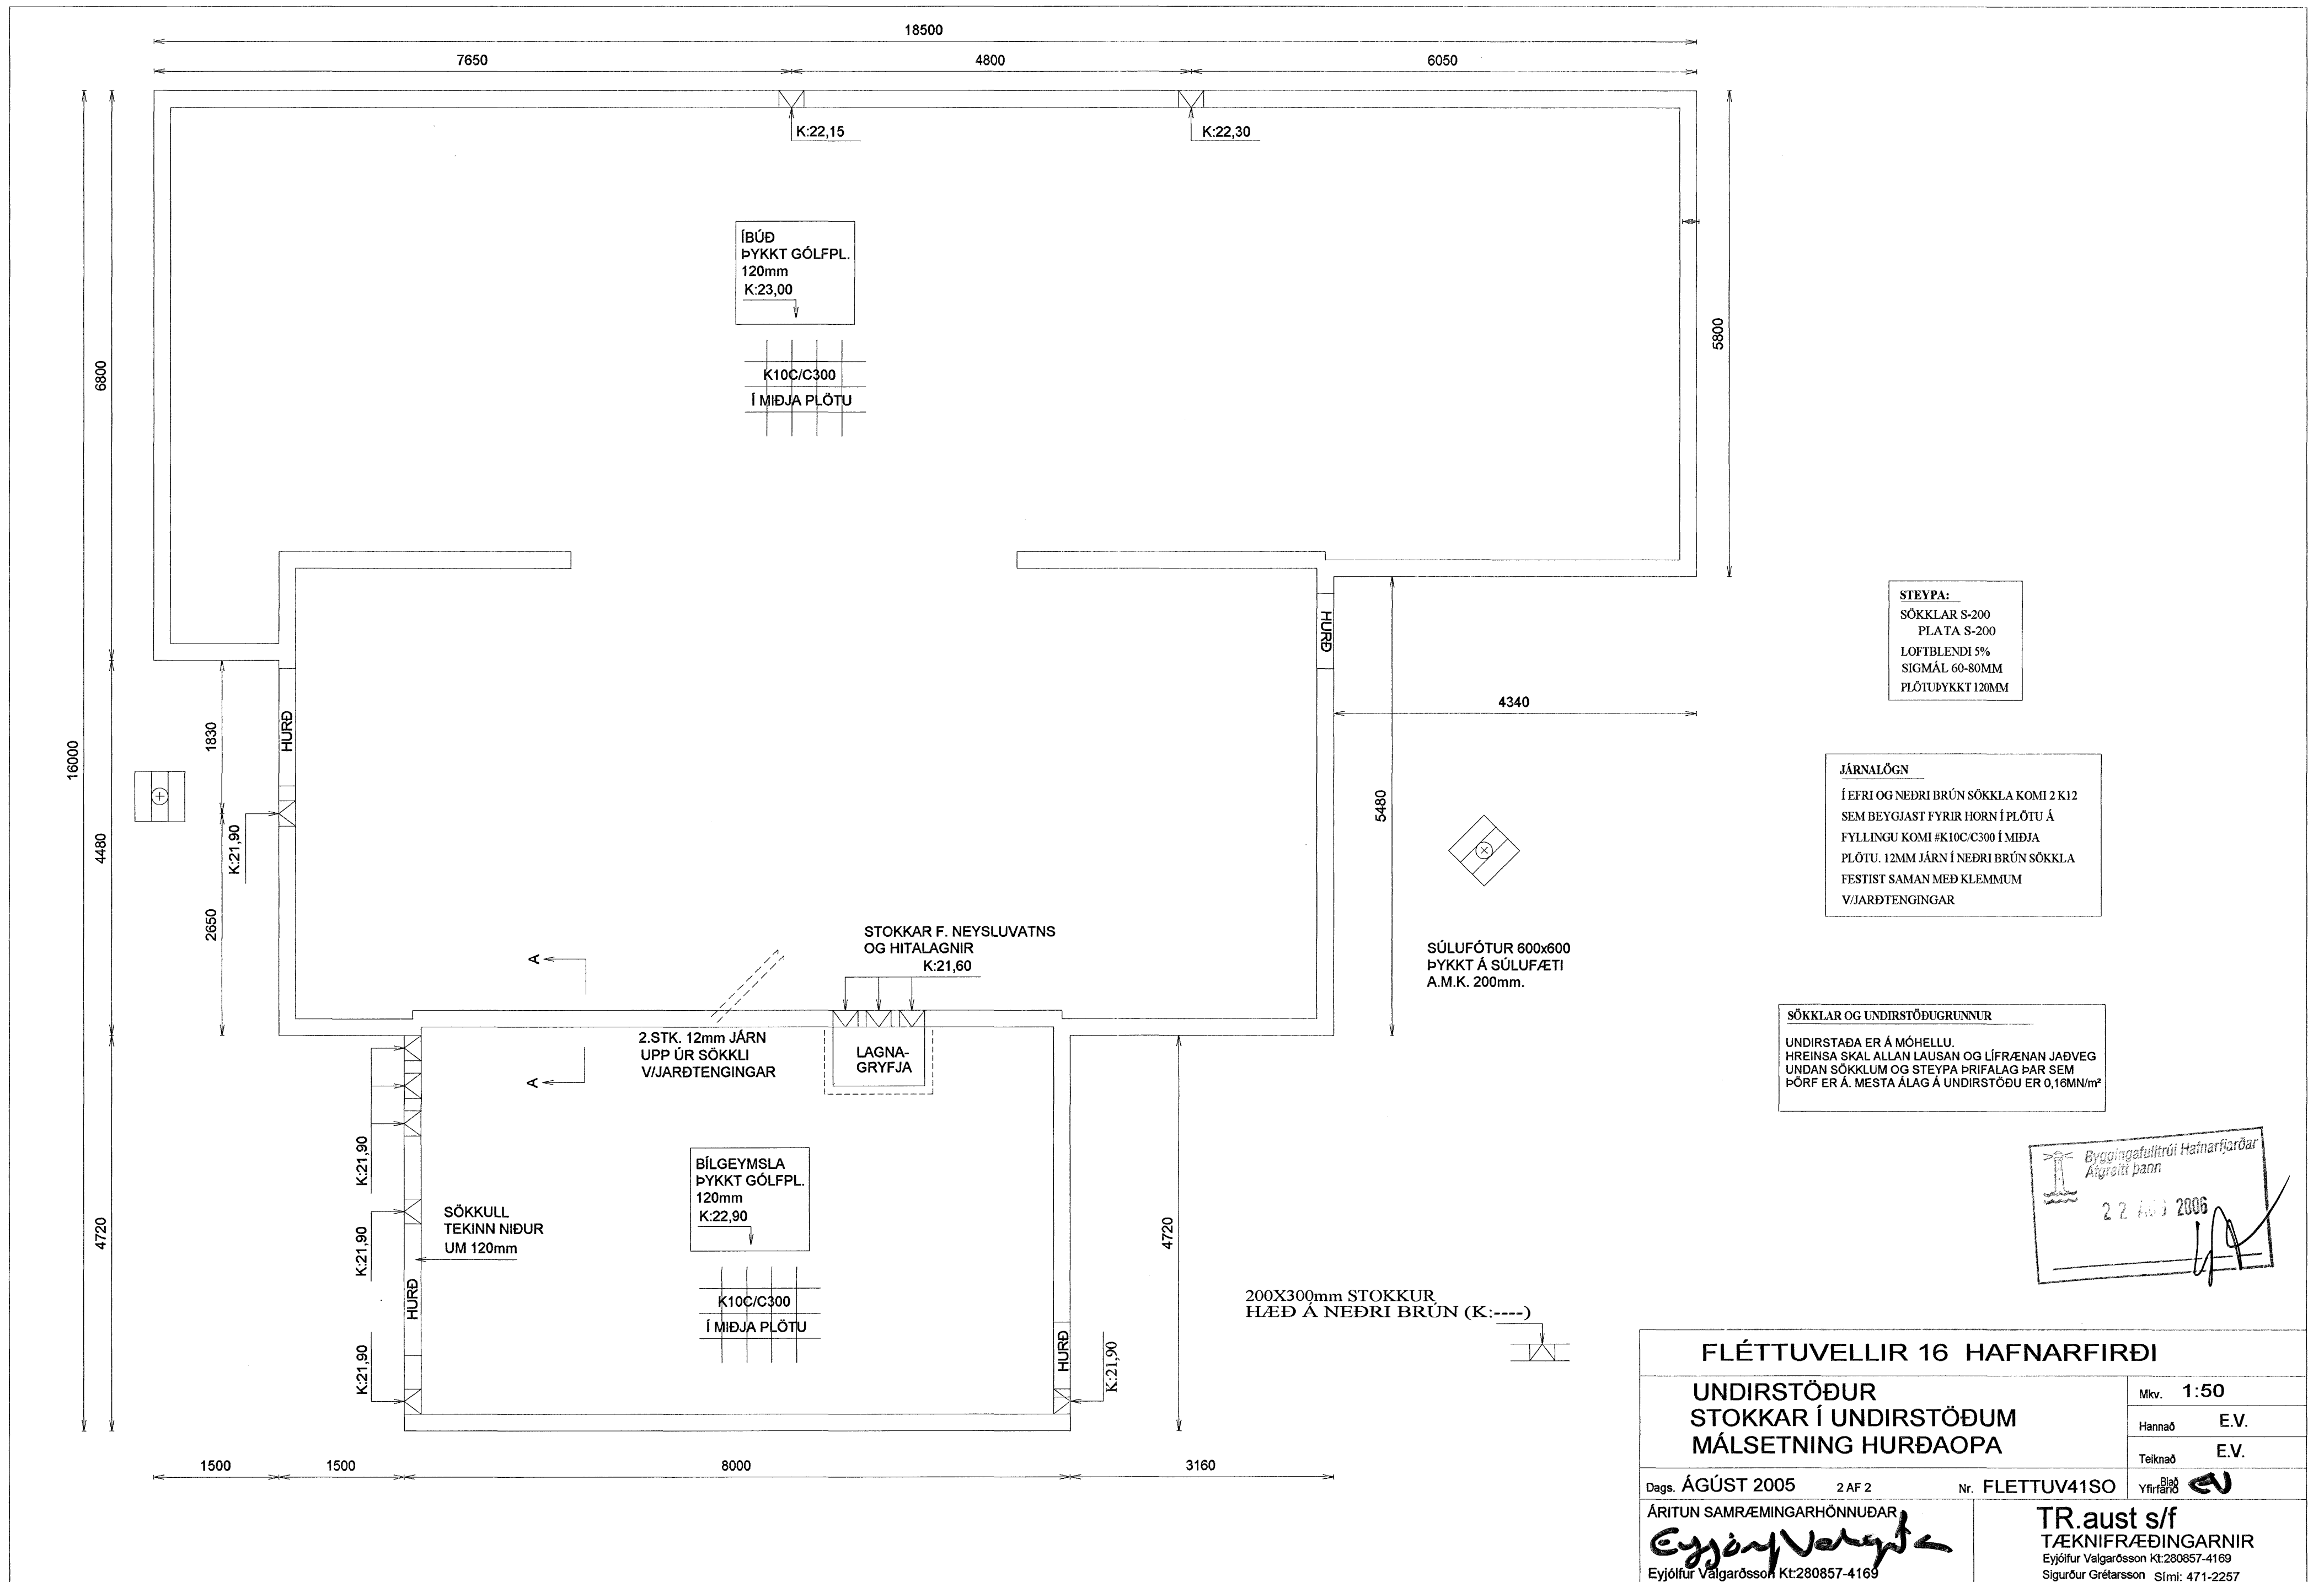 18500
7650
4800
6050
K:22,15
K:22,30
ÍBÚÐ
ÞYKKT GÓLFPL.
120mm
K:23,00
K10C/C300
Í MIÐJA PLÖTU
6800
5800
16000
4480
4720
1830
2650
HURÐ
K:21,90
HURÐ
4340
5480
STEYPA:
SÖKKLAR S-200
PLATA S-200
LOFTBLENDI 5%
SIGMÁL 60-80MM
PLÖTUÞYKKT 120MM
JÁRNALÖGN
Í EFRI OG NEÐRI BRÚN SÖKKLA KOMI 2 K12
SEM BEYGJAST FYRIR HORN Í PLÖTU Á
FYLLINGU KOMI #K10C/C300 Í MIÐJA
PLÖTU. 12MM JÁRN Í NEÐRI BRÚN SÖKKLA
FESTIST SAMAN MEÐ KLEMMUM
V/JARÐTENGINGAR
STOKKAR F. NEYSLUVATNS
OG HITALAGNIR
K:21,60
A
A
SÚLUFÓTUR 600x600
ÞYKKT Á SÚLUFÆTI
A.M.K. 200mm.
2.STK. 12mm JÁRN
UPP ÚR SÖKKLI
V/JARÐTENGINGAR
LAGNA-
GRYFJA
SÖKKLAR OG UNDIRSTÖÐUGRUNNUR
UNDIRSTAÐA ER Á MÓHELLU.
HREINSA SKAL ALLAN LAUSAN OG LÍFRÆNAN JAÐVEG
UNDAN SÖKKLUM OG STEYPA ÞRIFALAG ÞAR SEM
ÞÖRF ER Á. MESTA ÁLAG Á UNDIRSTÖÐU ER 0,16MN/m²
K:21,90
K:21,90
K:21,90
SÖKKULL
TEKINN NIÐUR
UM 120mm
HURÐ
BÍLGEYMSLA
ÞYKKT GÓLFPL.
120mm
K:22,90
K10C/C300
Í MIÐJA PLÖTU
HURÐ
K:21,90
4720
200X300mm STOKKUR
HÆÐ Á NEÐRI BRÚN (K:----)
Byggingafulltrúi Hafnarfjarðar
Afgreitt þann
2 2 2006
1500
1500
8000
3160
FLÉTTUVELLIR 16 HAFNARFIRÐI
UNDIRSTÖÐUR
STOKKAR Í UNDIRSTÖÐUM
MÁLSETNING HURÐAOPA
Mkv. 1:50
Hannað E.V.
Teiknað E.V.
Dags. ÁGÚST 2005 2 AF 2 Nr. FLETTUV41SO
Blað
Yfirfarið EV
ÁRITUN SAMRÆMINGARHÖNNUÐAR
Eyjólfur Valgarðsson Kt:280857-4169
TR.aust s/f
TÆKNIFRÆÐINGARNIR
Eyjólfur Valgarðsson Kt:280857-4169
Sigurður Grétarsson Sími: 471-2257